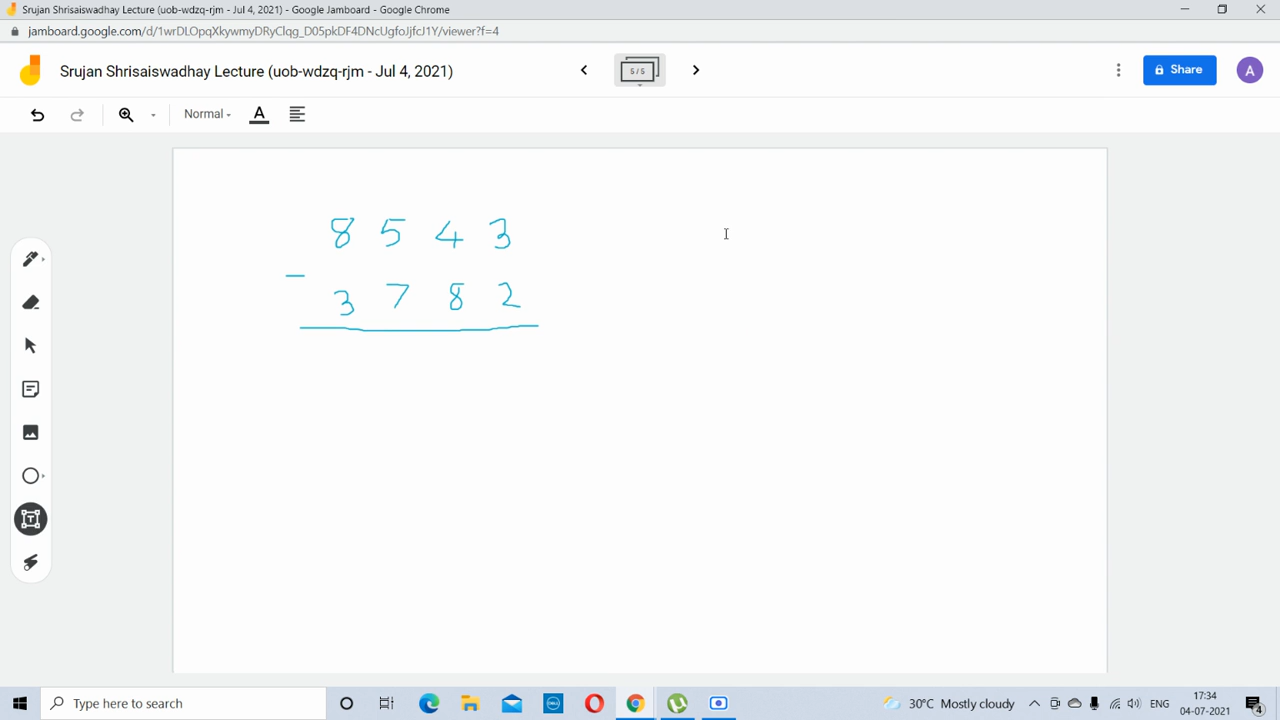 Srujan Shrisaiswadhay Lecture (uob-wdzq-rjm - Jul 4, 2021) - Google Jamboard - Google Chrome
jamboard.google.com/d/1wrDLOpqXkywmyDRyClqg_D05pkDF4DNcUgfoJjfcJ1Y/viewer?f=4
Srujan Shrisaiswadhay Lecture (uob-wdzq-rjm - Jul 4, 2021)
5 / 5
Share
A
Normal
A
8 5 4 3
−
3 7 8 2
T
Type here to search
DELL
30°C Mostly cloudy
ENG
17:34
04-07-2021
4